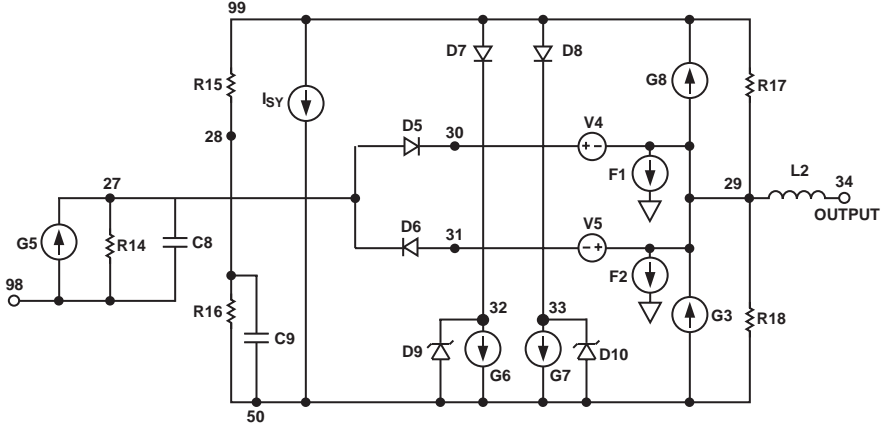 99
D7
D8
R15
ISY
G8
R17
28
D5
30
V4
F1
L2
34
27
29
OUTPUT
G5
R14
C8
D6
31
V5
F2
98
R16
32
33
G3
R18
C9
D9
G6
G7
D10
50